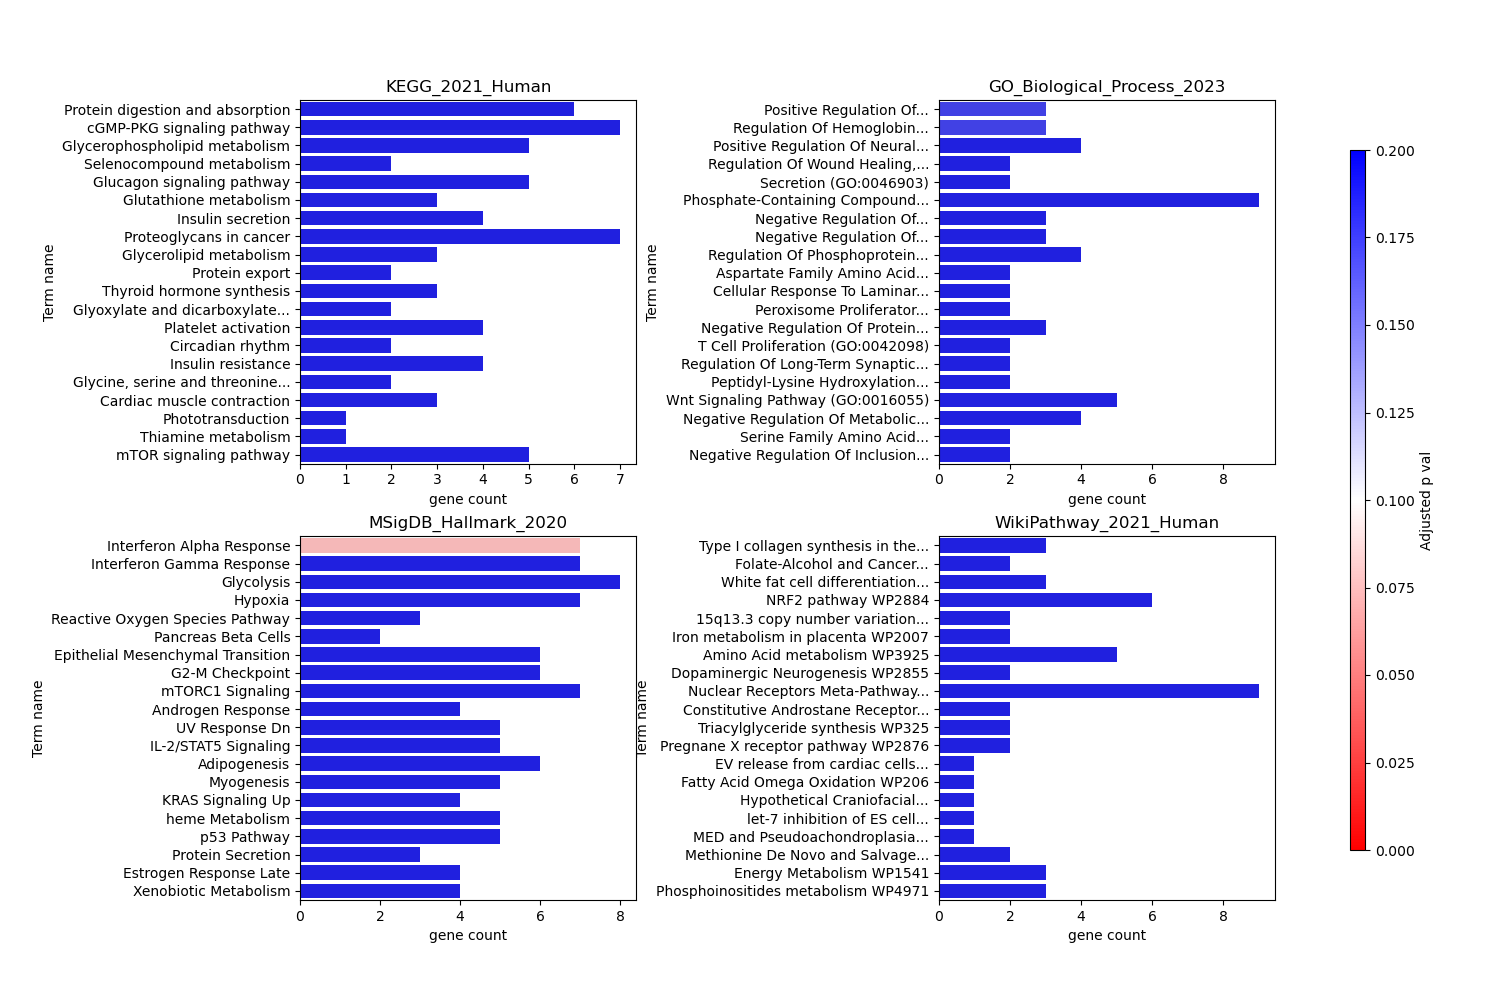 KEGG_2021_Human
Term name
Protein digestion and absorption
cGMP-PKG signaling pathway
Glycerophospholipid metabolism
Selenocompound metabolism
Glucagon signaling pathway
Glutathione metabolism
Insulin secretion
Proteoglycans in cancer
Glycerolipid metabolism
Protein export
Thyroid hormone synthesis
Glyoxylate and dicarboxylate...
Platelet activation
Circadian rhythm
Insulin resistance
Glycine, serine and threonine...
Cardiac muscle contraction
Phototransduction
Thiamine metabolism
mTOR signaling pathway
0 1 2 3 4 5 6 7
gene count
GO_Biological_Process_2023
Term name
Positive Regulation Of...
Regulation Of Hemoglobin...
Positive Regulation Of Neural...
Regulation Of Wound Healing,...
Secretion (GO:0046903)
Phosphate-Containing Compound...
Negative Regulation Of...
Negative Regulation Of...
Regulation Of Phosphoprotein...
Aspartate Family Amino Acid...
Cellular Response To Laminar...
Peroxisome Proliferator...
Negative Regulation Of Protein...
T Cell Proliferation (GO:0042098)
Regulation Of Long-Term Synaptic...
Peptidyl-Lysine Hydroxylation...
Wnt Signaling Pathway (GO:0016055)
Negative Regulation Of Metabolic...
Serine Family Amino Acid...
Negative Regulation Of Inclusion...
0 2 4 6 8
gene count
MSigDB_Hallmark_2020
Term name
Interferon Alpha Response
Interferon Gamma Response
Glycolysis
Hypoxia
Reactive Oxygen Species Pathway
Pancreas Beta Cells
Epithelial Mesenchymal Transition
G2-M Checkpoint
mTORC1 Signaling
Androgen Response
UV Response Dn
IL-2/STAT5 Signaling
Adipogenesis
Myogenesis
KRAS Signaling Up
heme Metabolism
p53 Pathway
Protein Secretion
Estrogen Response Late
Xenobiotic Metabolism
0 2 4 6 8
gene count
WikiPathway_2021_Human
Term name
Type I collagen synthesis in the...
Folate-Alcohol and Cancer...
White fat cell differentiation...
NRF2 pathway WP2884
15q13.3 copy number variation...
Iron metabolism in placenta WP2007
Amino Acid metabolism WP3925
Dopaminergic Neurogenesis WP2855
Nuclear Receptors Meta-Pathway...
Constitutive Androstane Receptor...
Triacylglyceride synthesis WP325
Pregnane X receptor pathway WP2876
EV release from cardiac cells...
Fatty Acid Omega Oxidation WP206
Hypothetical Craniofacial...
let-7 inhibition of ES cell...
MED and Pseudoachondroplasia...
Methionine De Novo and Salvage...
Energy Metabolism WP1541
Phosphoinositides metabolism WP4971
0 2 4 6 8
gene count
0.200
0.175
0.150
0.125
0.100
0.075
0.050
0.025
0.000
Adjusted p val